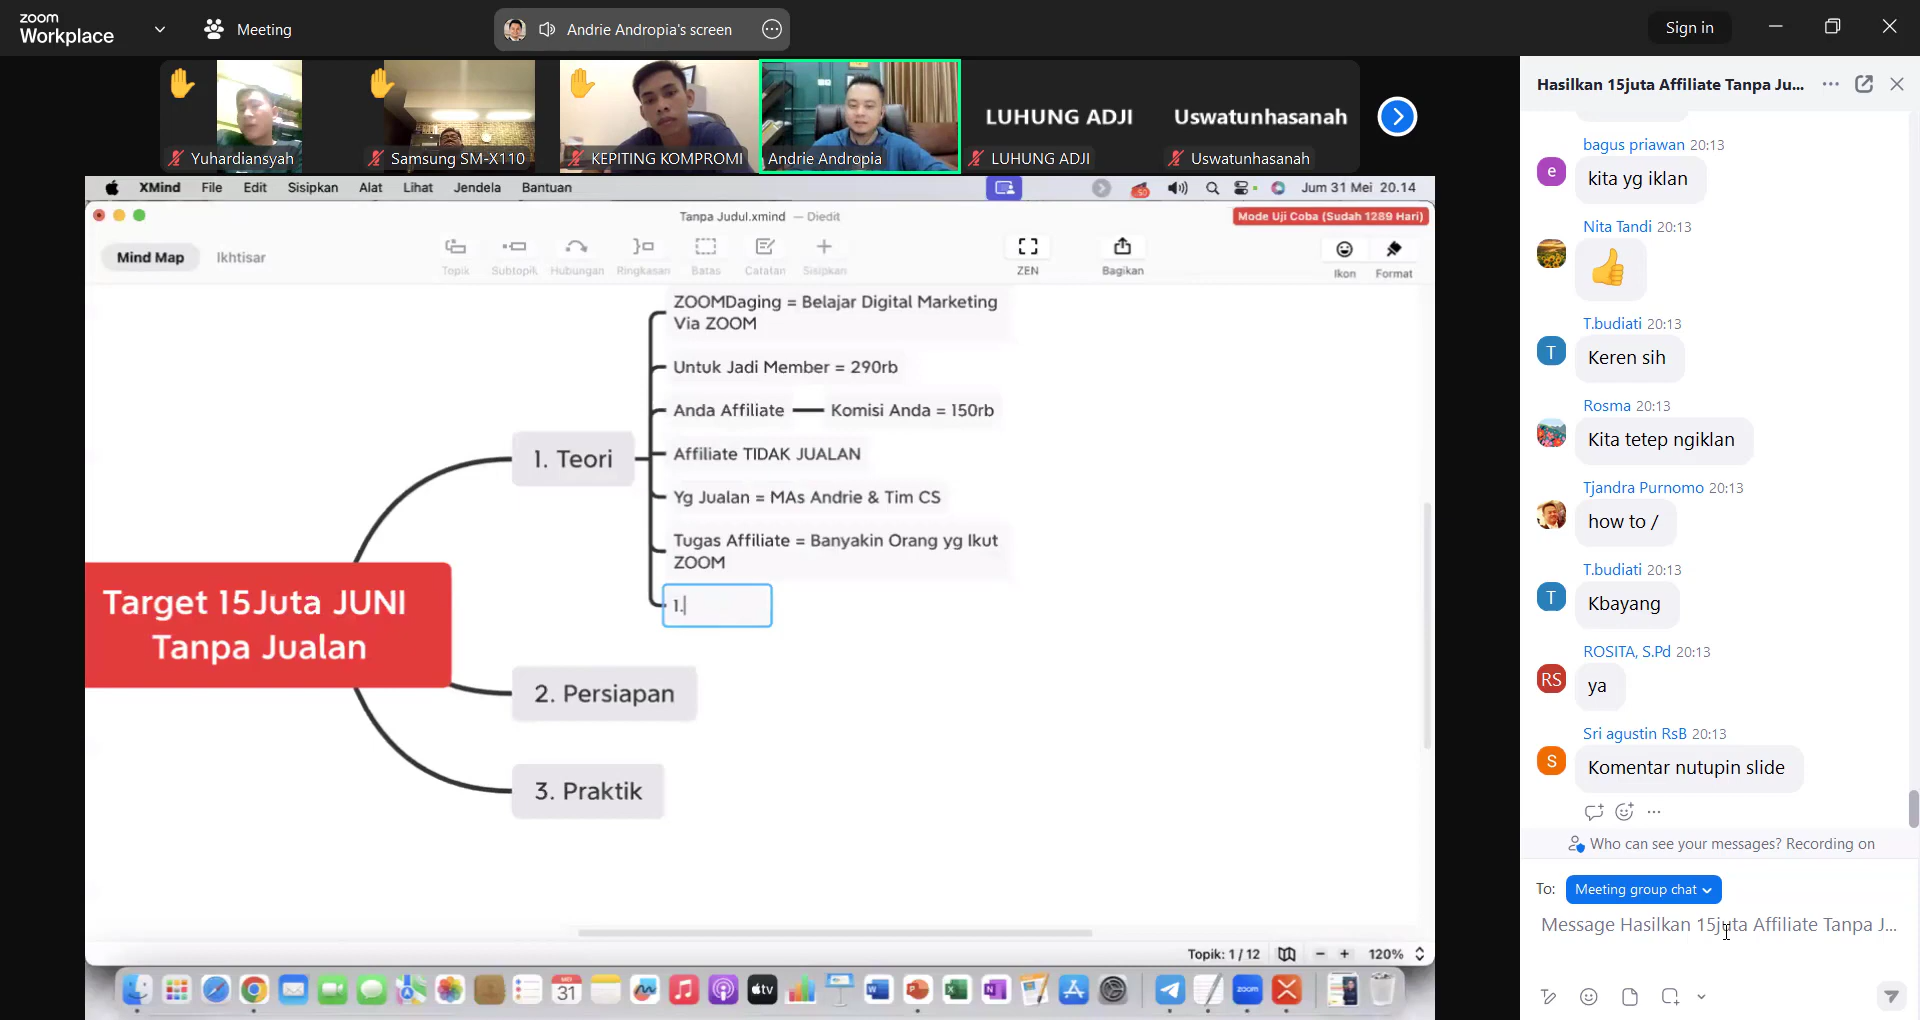 zoom
Workplace
Meeting
Andrie Andropia's screen
Sign in
Yuhardiansyah
Samsung SM-X110
KEPITING KOMPROMI
Andrie Andropia
LUHUNG ADJI
LUHUNG ADJI
Uswatunhasanah
Uswatunhasanah
XMind File Edit Sisipkan Alat Lihat Jendela Bantuan
Jum 31 Mei 20.14
Tanpa Judul.xmind — Diedit
Mode Uji Coba (Sudah 1289 Hari)
Mind Map
Ikhtisar
Topik
Subtopik
Hubungan
Ringkasan
Batas
Catatan
Sisipkan
ZEN
Bagikan
Ikon
Format
Target 15Juta JUNI
Tanpa Jualan
1. Teori
ZOOMDaging = Belajar Digital Marketing
Via ZOOM
Untuk Jadi Member = 290rb
Anda Affiliate
Komisi Anda = 150rb
Affiliate TIDAK JUALAN
Yg Jualan = MAs Andrie & Tim CS
Tugas Affiliate = Banyakin Orang yg Ikut
ZOOM
1.
2. Persiapan
3. Praktik
Topik: 1 / 12
120%
31
tv
zoom
Hasilkan 15juta Affiliate Tanpa Ju...
bagus priawan 20:13
e
kita yg iklan
Nita Tandi 20:13
T.budiati 20:13
T
Keren sih
Rosma 20:13
Kita tetep ngiklan
Tjandra Purnomo 20:13
how to /
T.budiati 20:13
T
Kbayang
ROSITA, S.Pd 20:13
RS
ya
Sri agustin RsB 20:13
S
Komentar nutupin slide
Who can see your messages? Recording on
To: Meeting group chat
Message Hasilkan 15juta Affiliate Tanpa J...